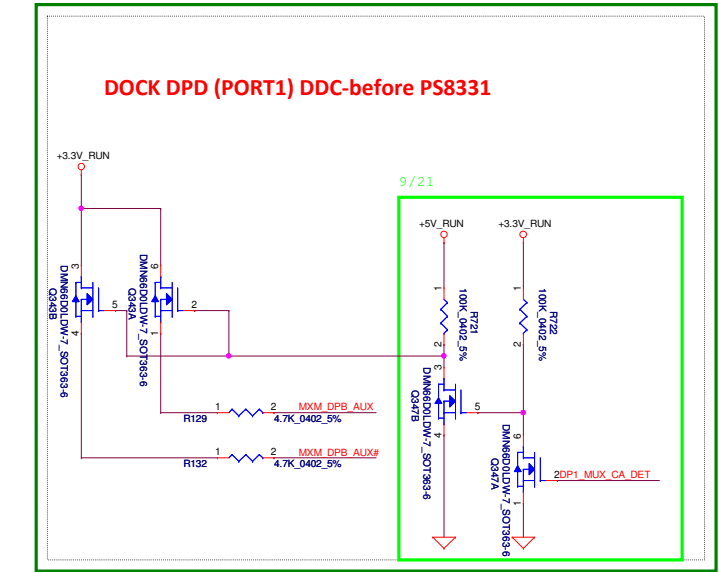 DOCK DPD (PORT1) DDC-before PS8331
+3.3V_RUN
9/21
+5V_RUN
+3.3V_RUN
3
5
4
DMN66D0LDW-7_SOT363-6
Q343B
6
2
1
DMN66D0LDW-7_SOT363-6
Q343A
1
2
R721
100K_0402_5%
1
2
R722
100K_0402_5%
3
5
4
DMN66D0LDW-7_SOT363-6
Q347B
6
2DP1_MUX_CA_DET
1
DMN66D0LDW-7_SOT363-6
Q347A
1
2
MXM_DPB_AUX
R129
4.7K_0402_5%
1
2
MXM_DPB_AUX#
R132
4.7K_0402_5%